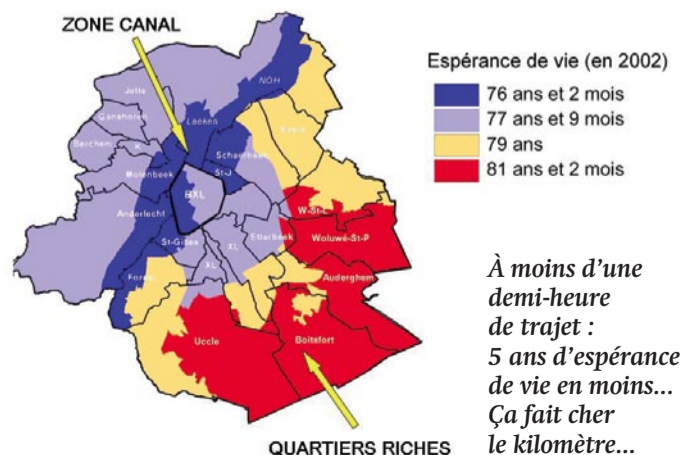 ZONE CANAL
Espérance de vie (en 2002)
76 ans et 2 mois
77 ans et 9 mois
79 ans
81 ans et 2 mois
NOH
Jette
Laeken
Ganshoren
Evere
Berchem
K
Schaerbeek
Molenbeek
St-J
BXL
W-St-L
Anderlecht
Woluwé-St-P
St-Gilles
XL
Etterbeek
XL
Auderghem
Forest
Uccle
Boitsfort
À moins d’une
demi-heure
de trajet :
5 ans d’espérance
de vie en moins...
Ça fait cher
le kilomètre...
QUARTIERS RICHES